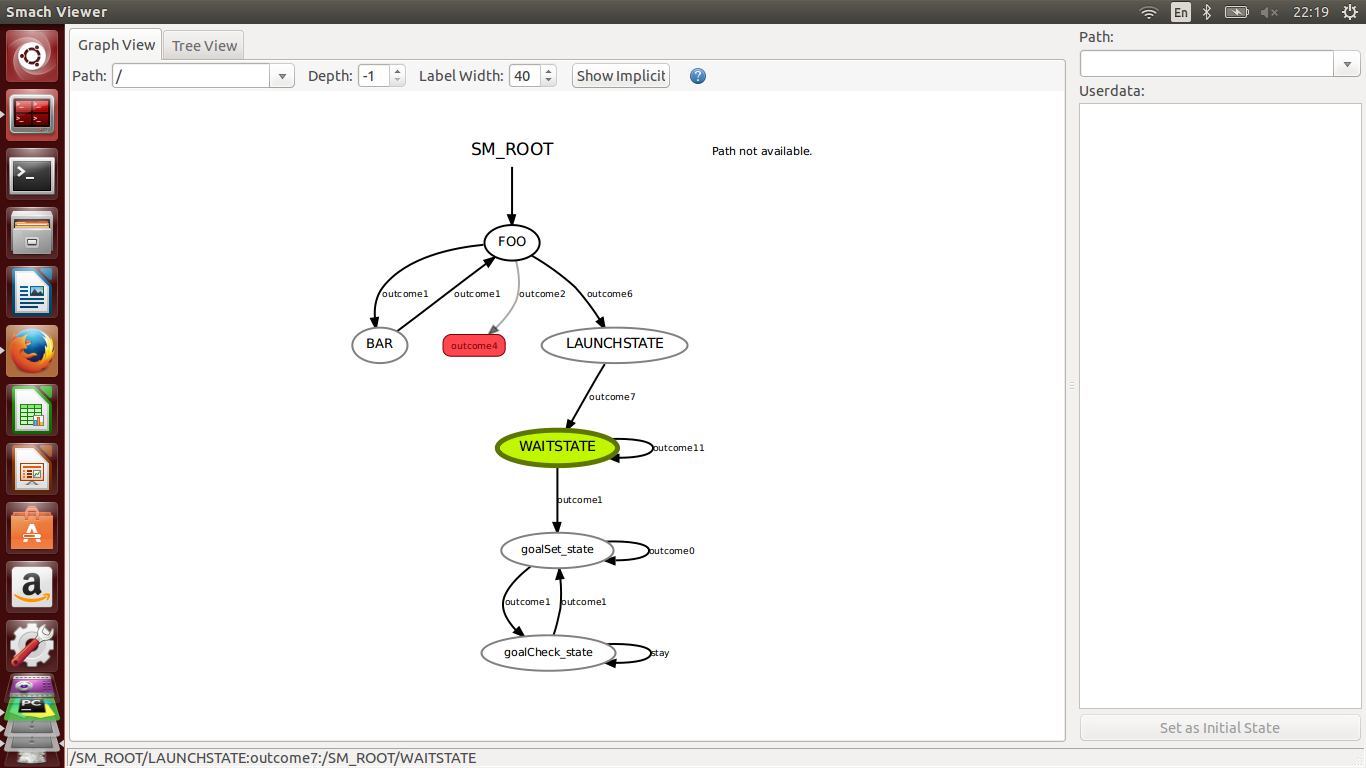 Smach Viewer
En
22:19
Graph View
Tree View
Path: /
Depth: -1
Label Width: 40
Show Implicit
?
Path:
Userdata:
SM_ROOT
Path not available.
FOO
outcome1
outcome1
outcome2
outcome6
BAR
outcome4
LAUNCHSTATE
outcome7
WAITSTATE
outcome11
outcome1
goalSet_state
outcome0
outcome1
outcome1
goalCheck_state
stay
PC
Set as Initial State
/SM_ROOT/LAUNCHSTATE:outcome7:/SM_ROOT/WAITSTATE